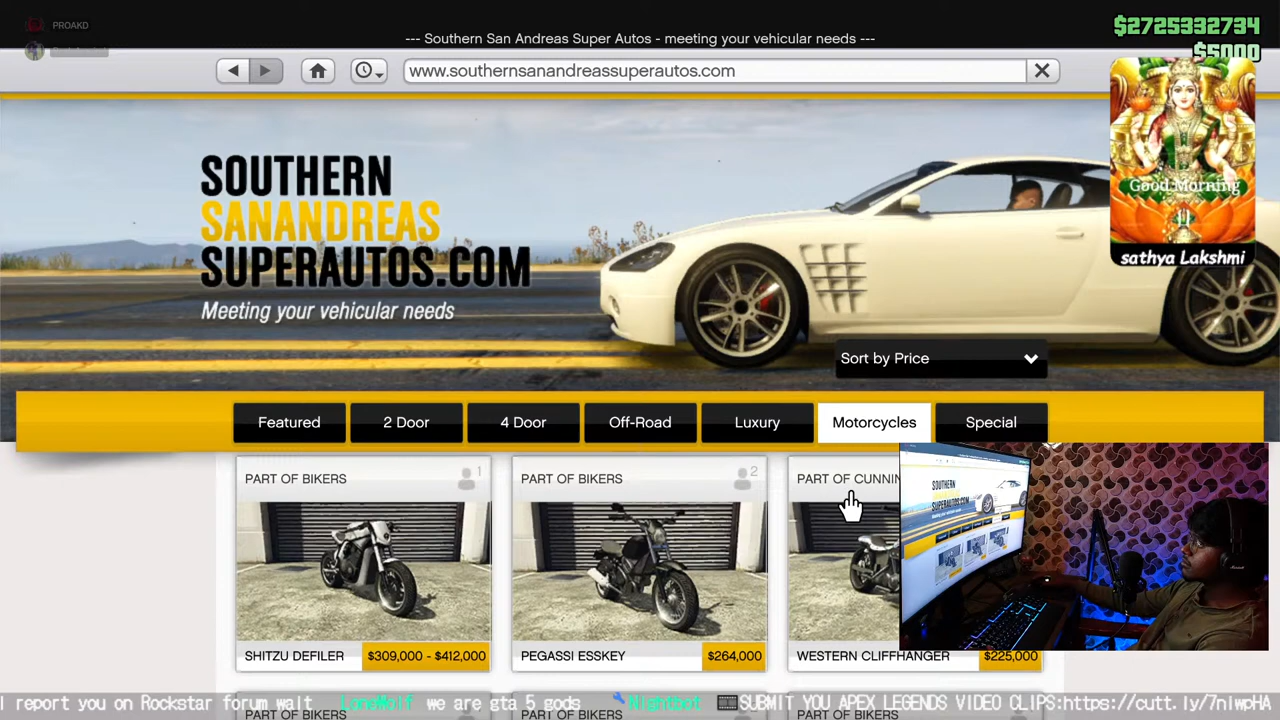 PROAKD
$2725332734
--- Southern San Andreas Super Autos - meeting your vehicular needs ---
$5000
www.southernsanandreassuperautos.com
SOUTHERN
SANANDREAS
SUPERAUTOS.COM
Meeting your vehicular needs
Good Morning
sathya Lakshmi
Sort by Price
Featured
2 Door
4 Door
Off-Road
Luxury
Motorcycles
Special
PART OF BIKERS
1
PART OF BIKERS
2
PART OF CUNNIN
SHITZU DEFILER
$309,000 - $412,000
PEGASSI ESSKEY
$264,000
WESTERN CLIFFHANGER
$225,000
I report you on Rockstar forum wait LoneWolf we are gta 5 gods Nightbot SUBMIT YOU APEX LEGENDS VIDEO CLIPS:https://cutt.ly/7nlwpHA
PART OF BIKERS
PART OF BIKERS
PART OF BIKERS